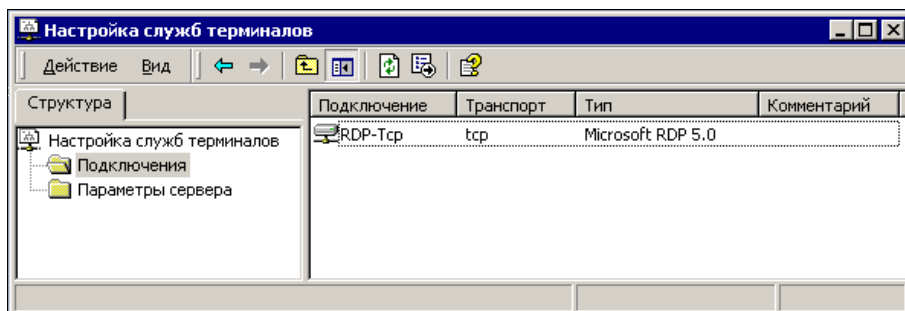 Настройка служб терминалов
Действие Вид
Структура
Подключение Транспорт Тип Комментарий
Настройка служб терминалов
RDP-Tcp tcp Microsoft RDP 5.0
Подключения
Параметры сервера